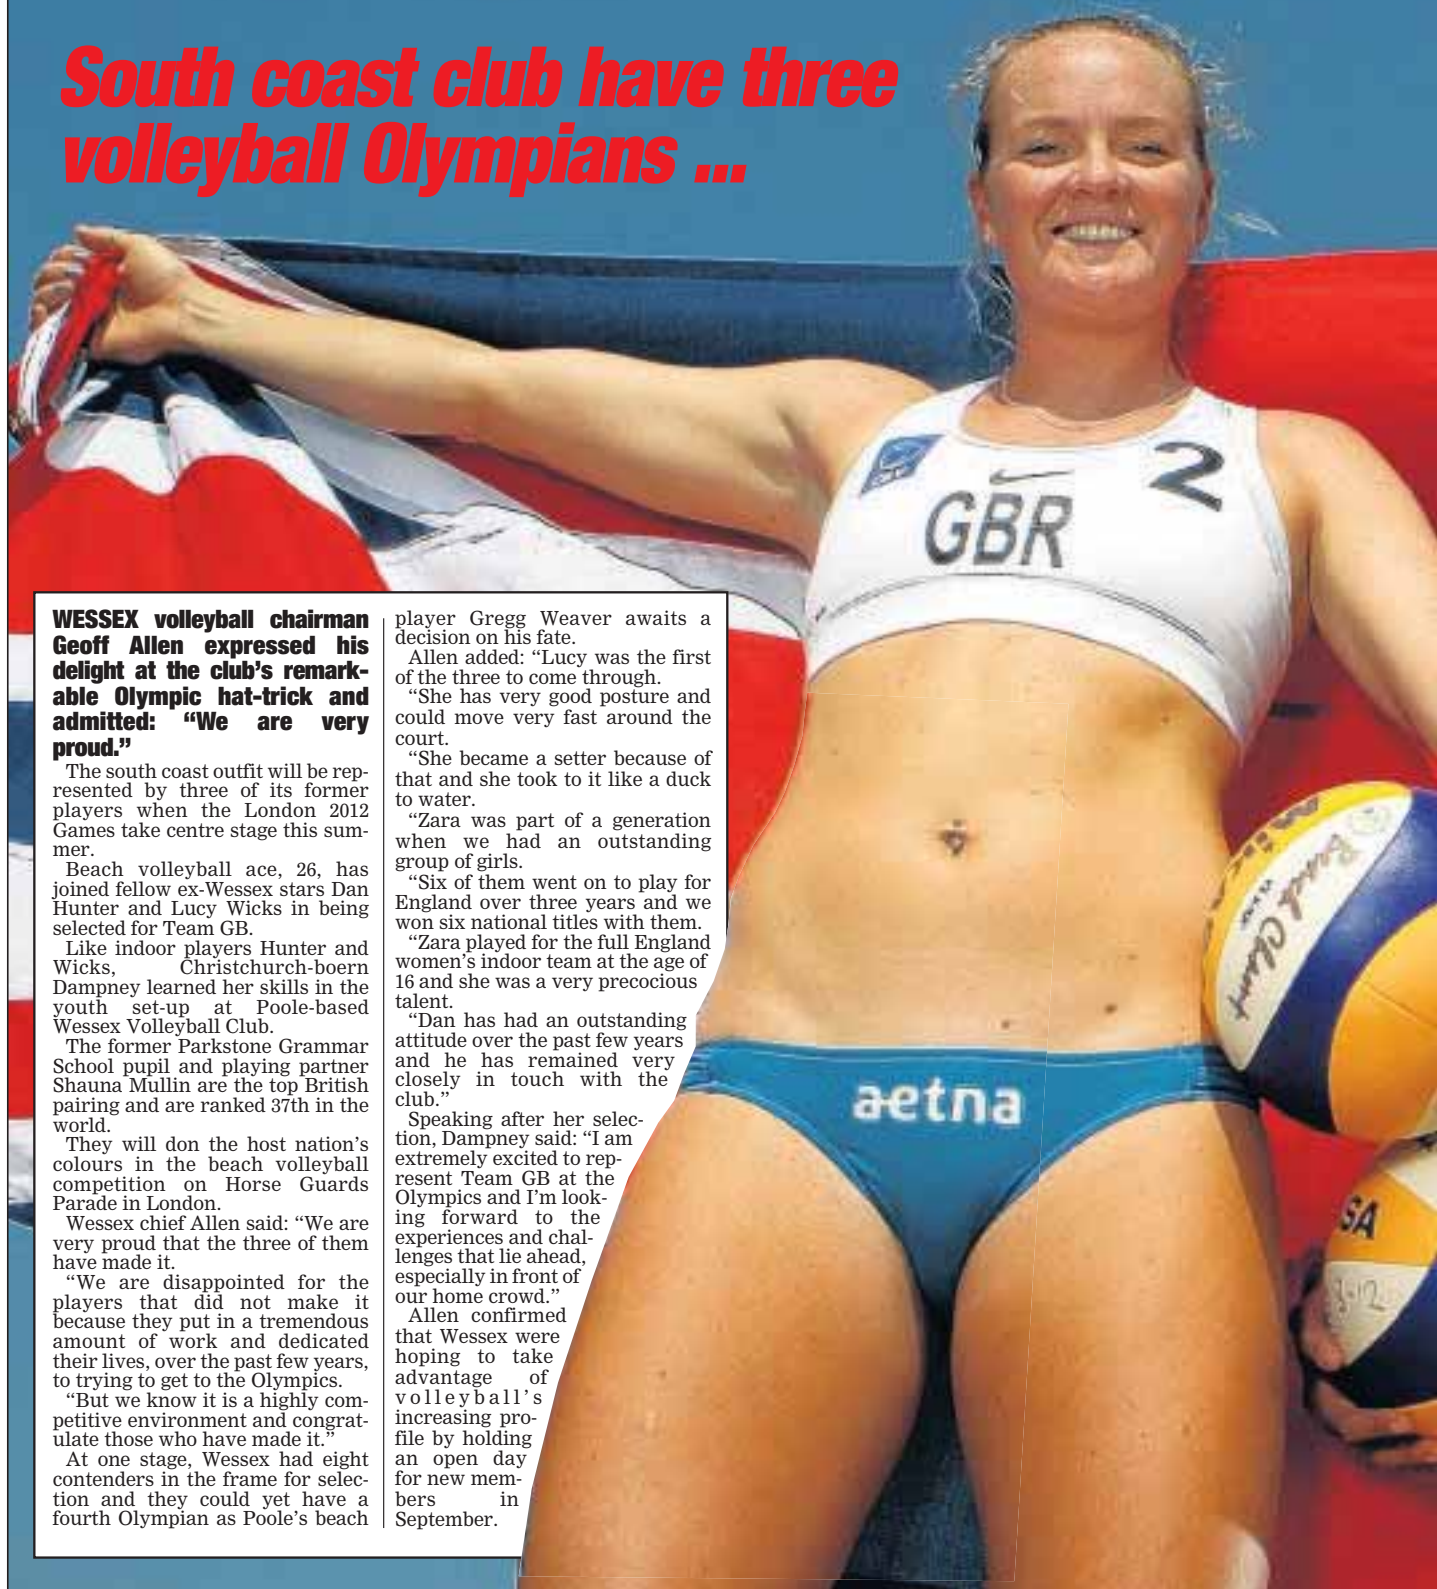 South coast club have three
volleyball Olympians ...
GBR
2
WESSEX volleyball chairman
Geoff Allen expressed his
delight at the club's remark-
able Olympic hat-trick and
admitted: “We are very
proud.”
The south coast outfit will be rep-
resented by three of its former
players when the London 2012
Games take centre stage this sum-
mer.
Beach volleyball ace, 26, has
joined fellow ex-Wessex stars Dan
Hunter and Lucy Wicks in being
selected for Team GB.
Like indoor players Hunter and
Wicks, Christchurch-boern
Dampney learned her skills in the
youth set-up at Poole-based
Wessex Volleyball Club.
The former Parkstone Grammar
School pupil and playing partner
Shauna Mullin are the top British
pairing and are ranked 37th in the
world.
They will don the host nation's
colours in the beach volleyball
competition on Horse Guards
Parade in London.
Wessex chief Allen said: “We are
very proud that the three of them
have made it.
“We are disappointed for the
players that did not make it
because they put in a tremendous
amount of work and dedicated
their lives, over the past few years,
to trying to get to the Olympics.
“But we know it is a highly com-
petitive environment and congrat-
ulate those who have made it.”
At one stage, Wessex had eight
contenders in the frame for selec-
tion and they could yet have a
fourth Olympian as Poole's beach
player Gregg Weaver awaits a
decision on his fate.
Allen added: “Lucy was the first
of the three to come through.
“She has very good posture and
could move very fast around the
court.
“She became a setter because of
that and she took to it like a duck
to water.
“Zara was part of a generation
when we had an outstanding
group of girls.
“Six of them went on to play for
England over three years and we
won six national titles with them.
“Zara played for the full England
women's indoor team at the age of
16 and she was a very precocious
talent.
“Dan has had an outstanding
attitude over the past few years
and he has remained very
closely in touch with the
club.”
Speaking after her selec-
tion, Dampney said: “I am
extremely excited to rep-
resent Team GB at the
Olympics and I'm look-
ing forward to the
experiences and chal-
lenges that lie ahead,
especially in front of
our home crowd.”
Allen confirmed
that Wessex were
hoping to take
advantage of
volleyball's
increasing pro-
file by holding
an open day
for new mem-
bers in
September.
aetna
Beach Champ
SA